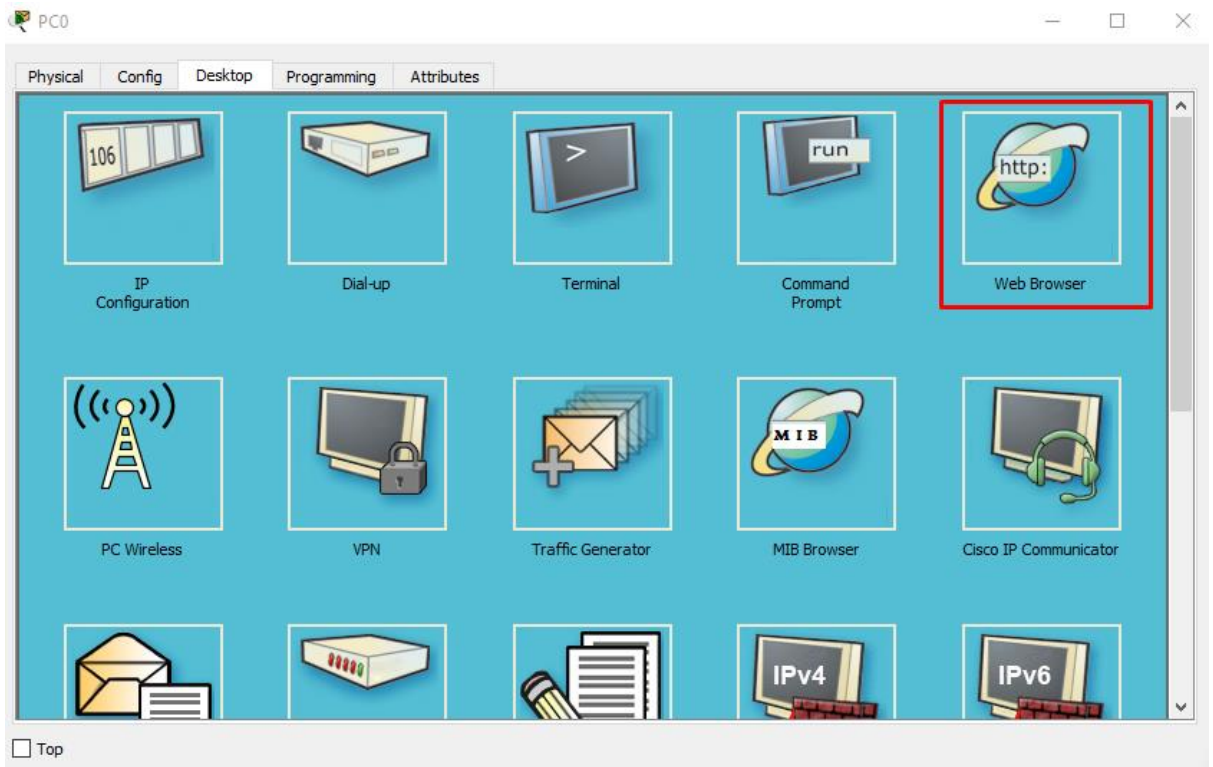 PC0
Physical Config Desktop Programming Attributes
106
>
run
http:
IP
Configuration
Dial-up
Terminal
Command
Prompt
Web Browser
MIB
PC Wireless
VPN
Traffic Generator
MIB Browser
Cisco IP Communicator
IPv4
IPv6
Top